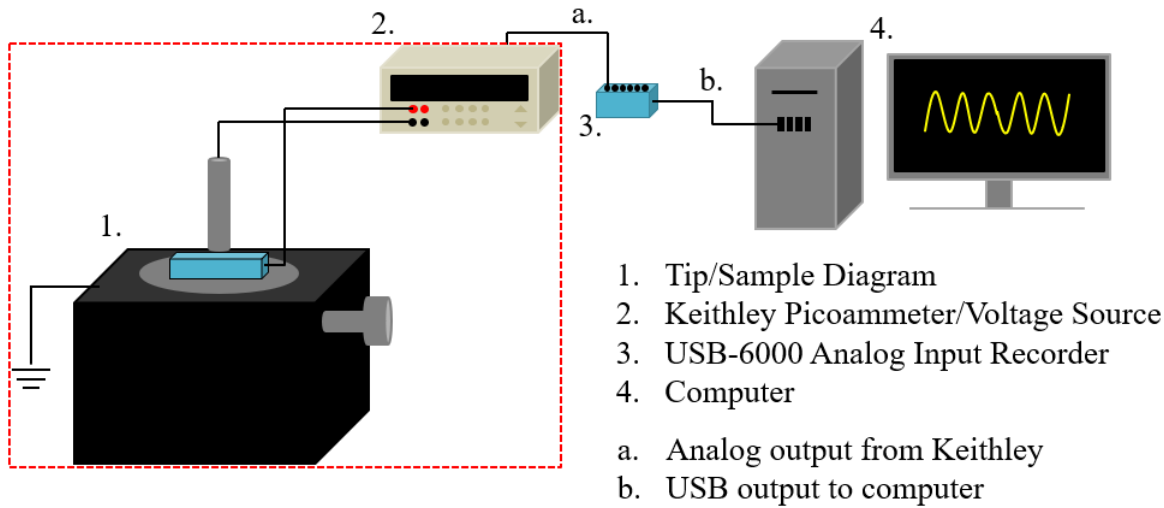 a.
2.
4.
b.
3.
1.
1. Tip/Sample Diagram
2. Keithley Picoammeter/Voltage Source
3. USB-6000 Analog Input Recorder
4. Computer
a. Analog output from Keithley
b. USB output to computer